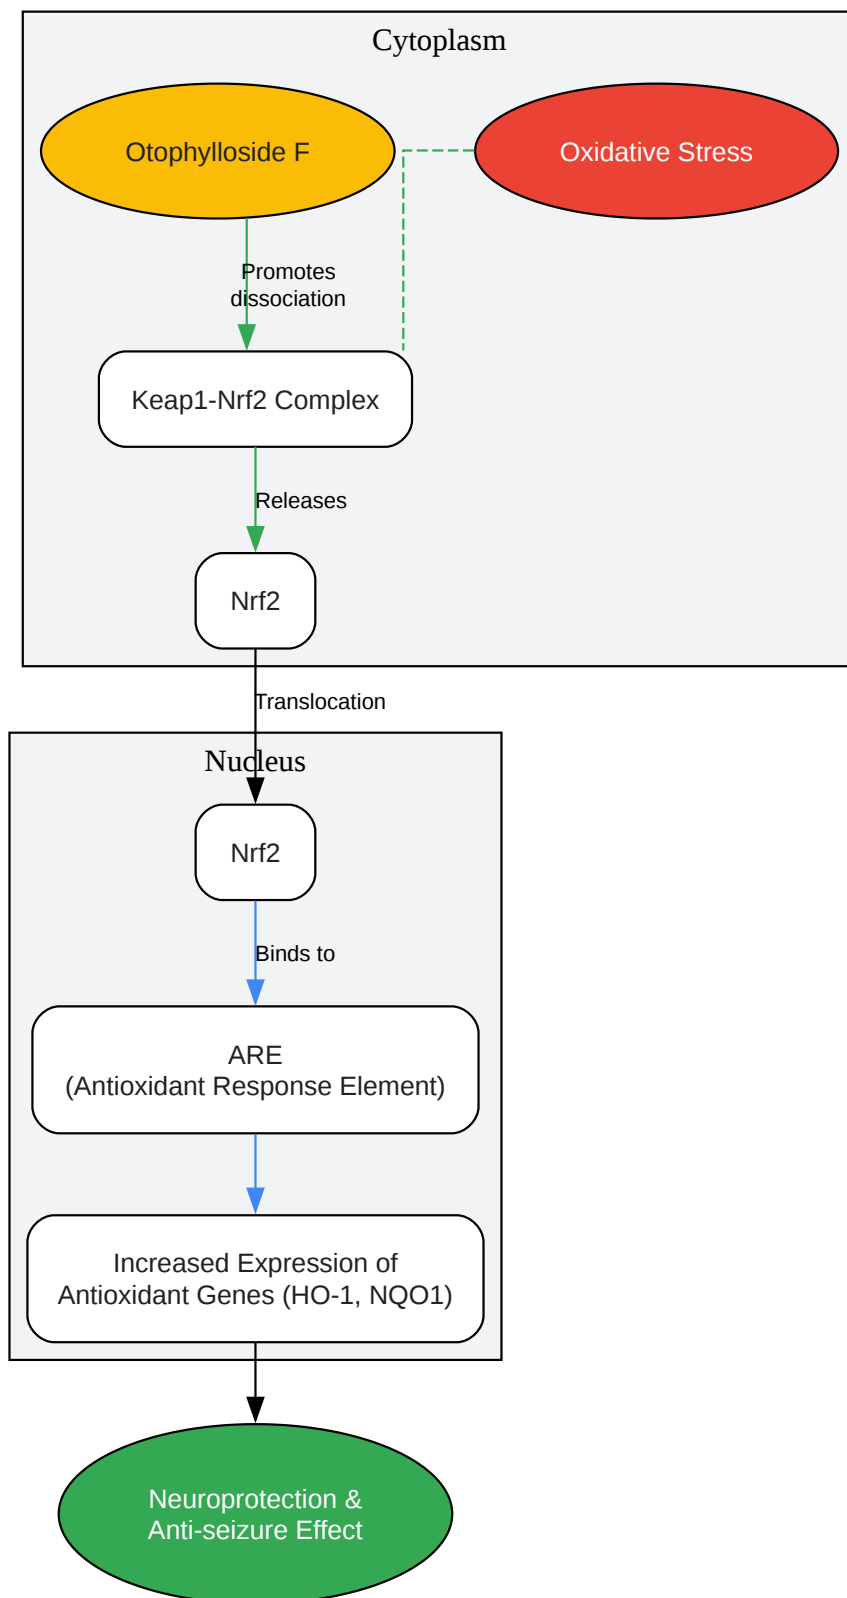 Cytoplasm
Otophylloside F
Oxidative Stress
Promotes
dissociation
Keap1-Nrf2 Complex
Releases
Nrf2
Translocation
Nucleus
Nrf2
Binds to
ARE
(Antioxidant Response Element)
Increased Expression of
Antioxidant Genes (HO-1, NQO1)
Neuroprotection &
Anti-seizure Effect